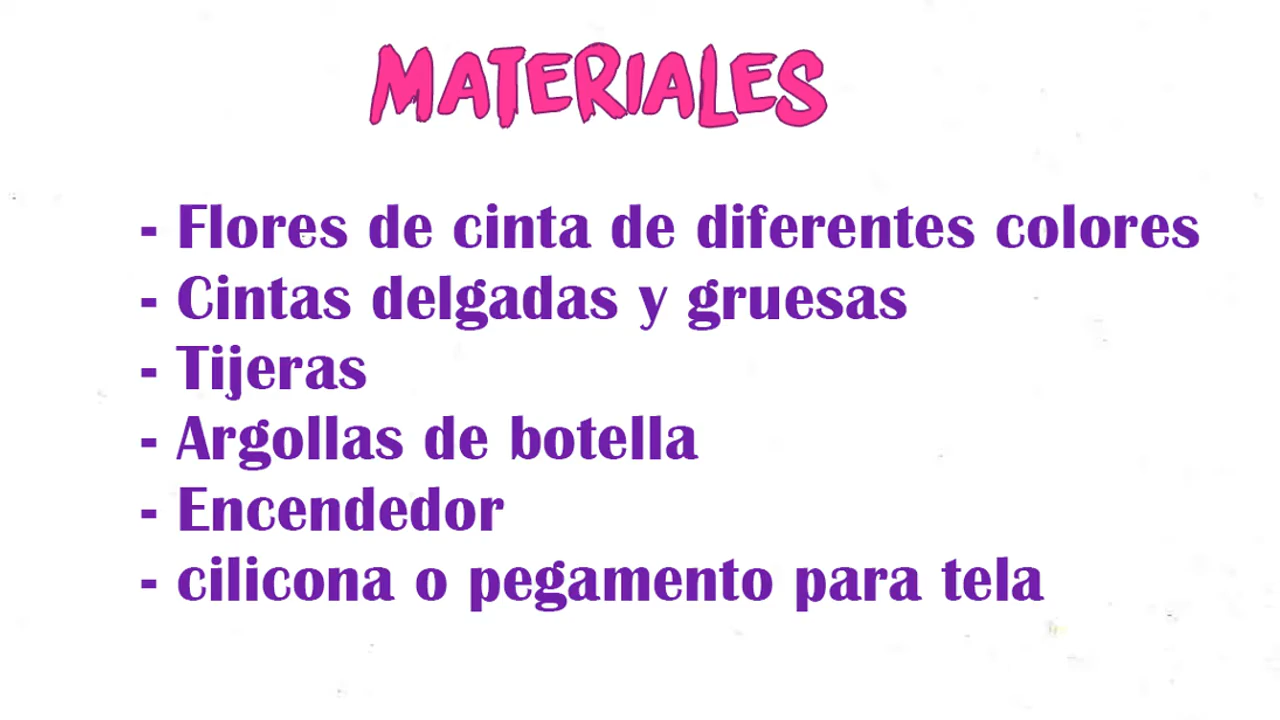 MATERIALES
- Flores de cinta de diferentes colores
- Cintas delgadas y gruesas
- Tijeras
- Argollas de botella
- Encendedor
- cilicona o pegamento para tela